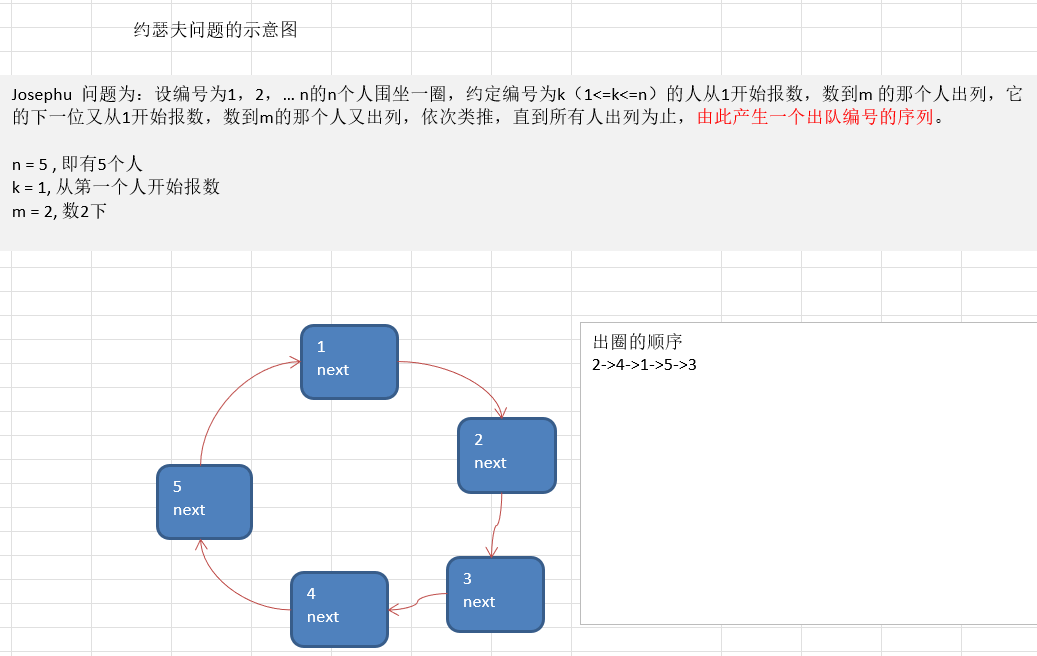 约瑟夫问题的示意图
Josephu 问题为：设编号为1，2，… n的n个人围坐一圈，约定编号为k（1<=k<=n）的人从1开始报数，数到m 的那个人出列，它
的下一位又从1开始报数，数到m的那个人又出列，依次类推，直到所有人出列为止，由此产生一个出队编号的序列。
n = 5 , 即有5个人
k = 1, 从第一个人开始报数
m = 2, 数2下
出圈的顺序
2->4->1->5->3
1
next
2
next
3
next
4
next
5
next